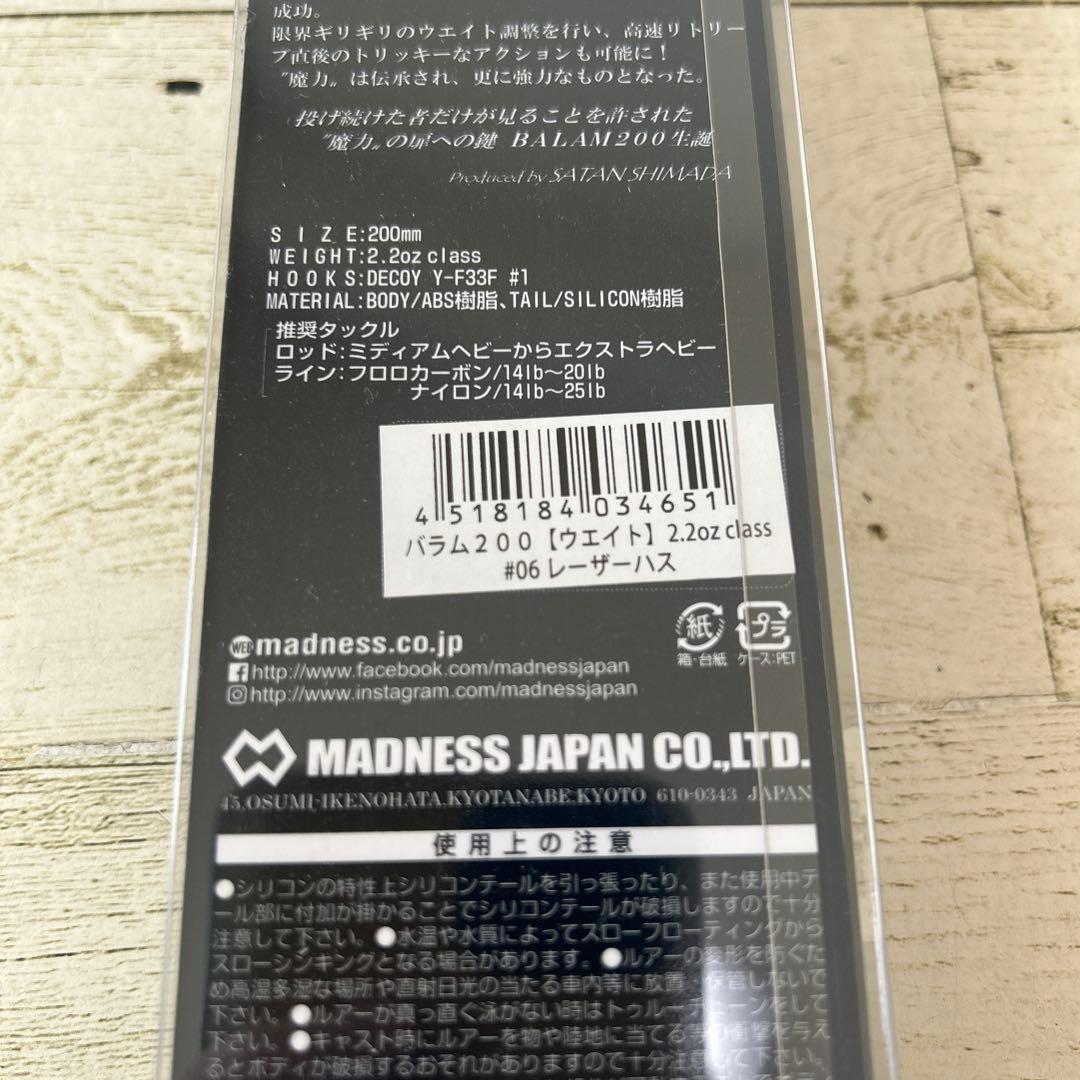 成功。
限界ギリギリのウエイト調整を行い、高速リトリー
ブ直後のトリッキーなアクションも可能に！
〝魔力〟は伝承され、更に強力なものとなった。
投げ続けた者だけが見ることを許された
〝魔力〟の扉への鍵 BALAM200生誕
Produced by SATAN SHIMADA
SIZE:200mm
WEIGHT:2.2oz class
HOOKS:DECOY Y-F33F #1
MATERIAL:BODY/ABS樹脂、TAIL/SILICON樹脂
推奨タックル
ロッド:ミディアムヘビーからエクストラヘビー
ライン:フロロカーボン/14lb〜20lb
ナイロン/14lb〜25lb
4 518184 034651
バラム200【ウエイト】2.2oz class
#06 レーザーハス
紙 プラ
箱・台紙 ケース:PET
WEB madness.co.jp
http://www.facebook.com/madnessjapan
http://www.instagram.com/madnessjapan
MADNESS JAPAN CO.,LTD.
45.OSUMI-IKENOHATA.KYOTANABE.KYOTO 610-0343 JAPAN
使用上の注意
●シリコンの特性上シリコンテールを引っ張ったり、また使用中テ
ール部に付加が掛かることでシリコンテールが破損しますので十分
注意して下さい。●水温や水質によってスローフローティングから
スローシンキングとなる場合があります。●ルアーの変形を防ぐた
め高温多湿な場所や直射日光の当たる車内等に放置、保管しないで
下さい。●ルアーが真っ直ぐ泳がない時はトゥルーチューンをして
下さい。●キャスト時にルアーを物や陸地に当てる等の衝撃を与え
るとボディが破損するおそれがありますので十分注意して下さい。